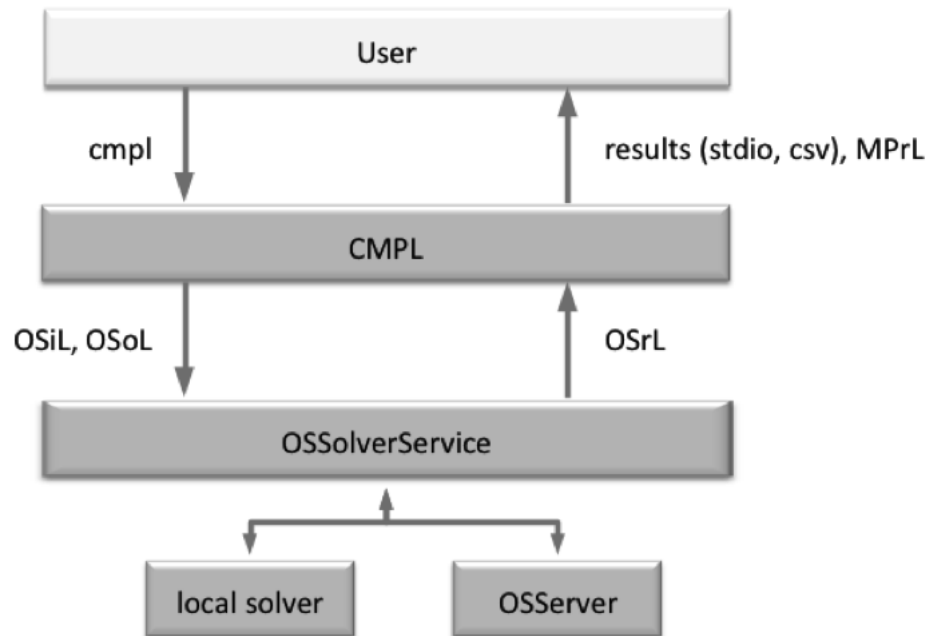 User
cmpl
results (stdio, csv), MPrL
CMPL
OSiL, OSoL
OSrL
OSSolverService
local solver
OSServer